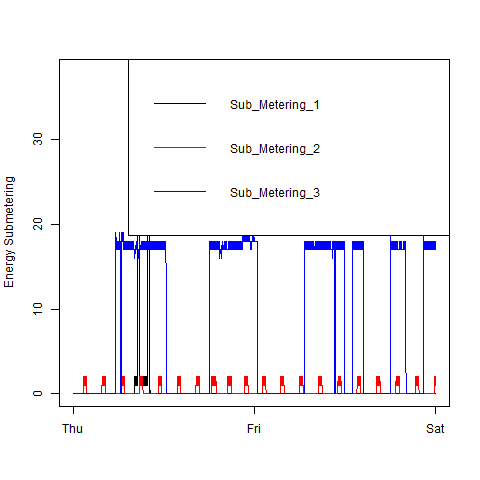 Sub_Metering_1
Sub_Metering_2
Sub_Metering_3
Energy Submetering
30
20
10
0
Thu Fri Sat